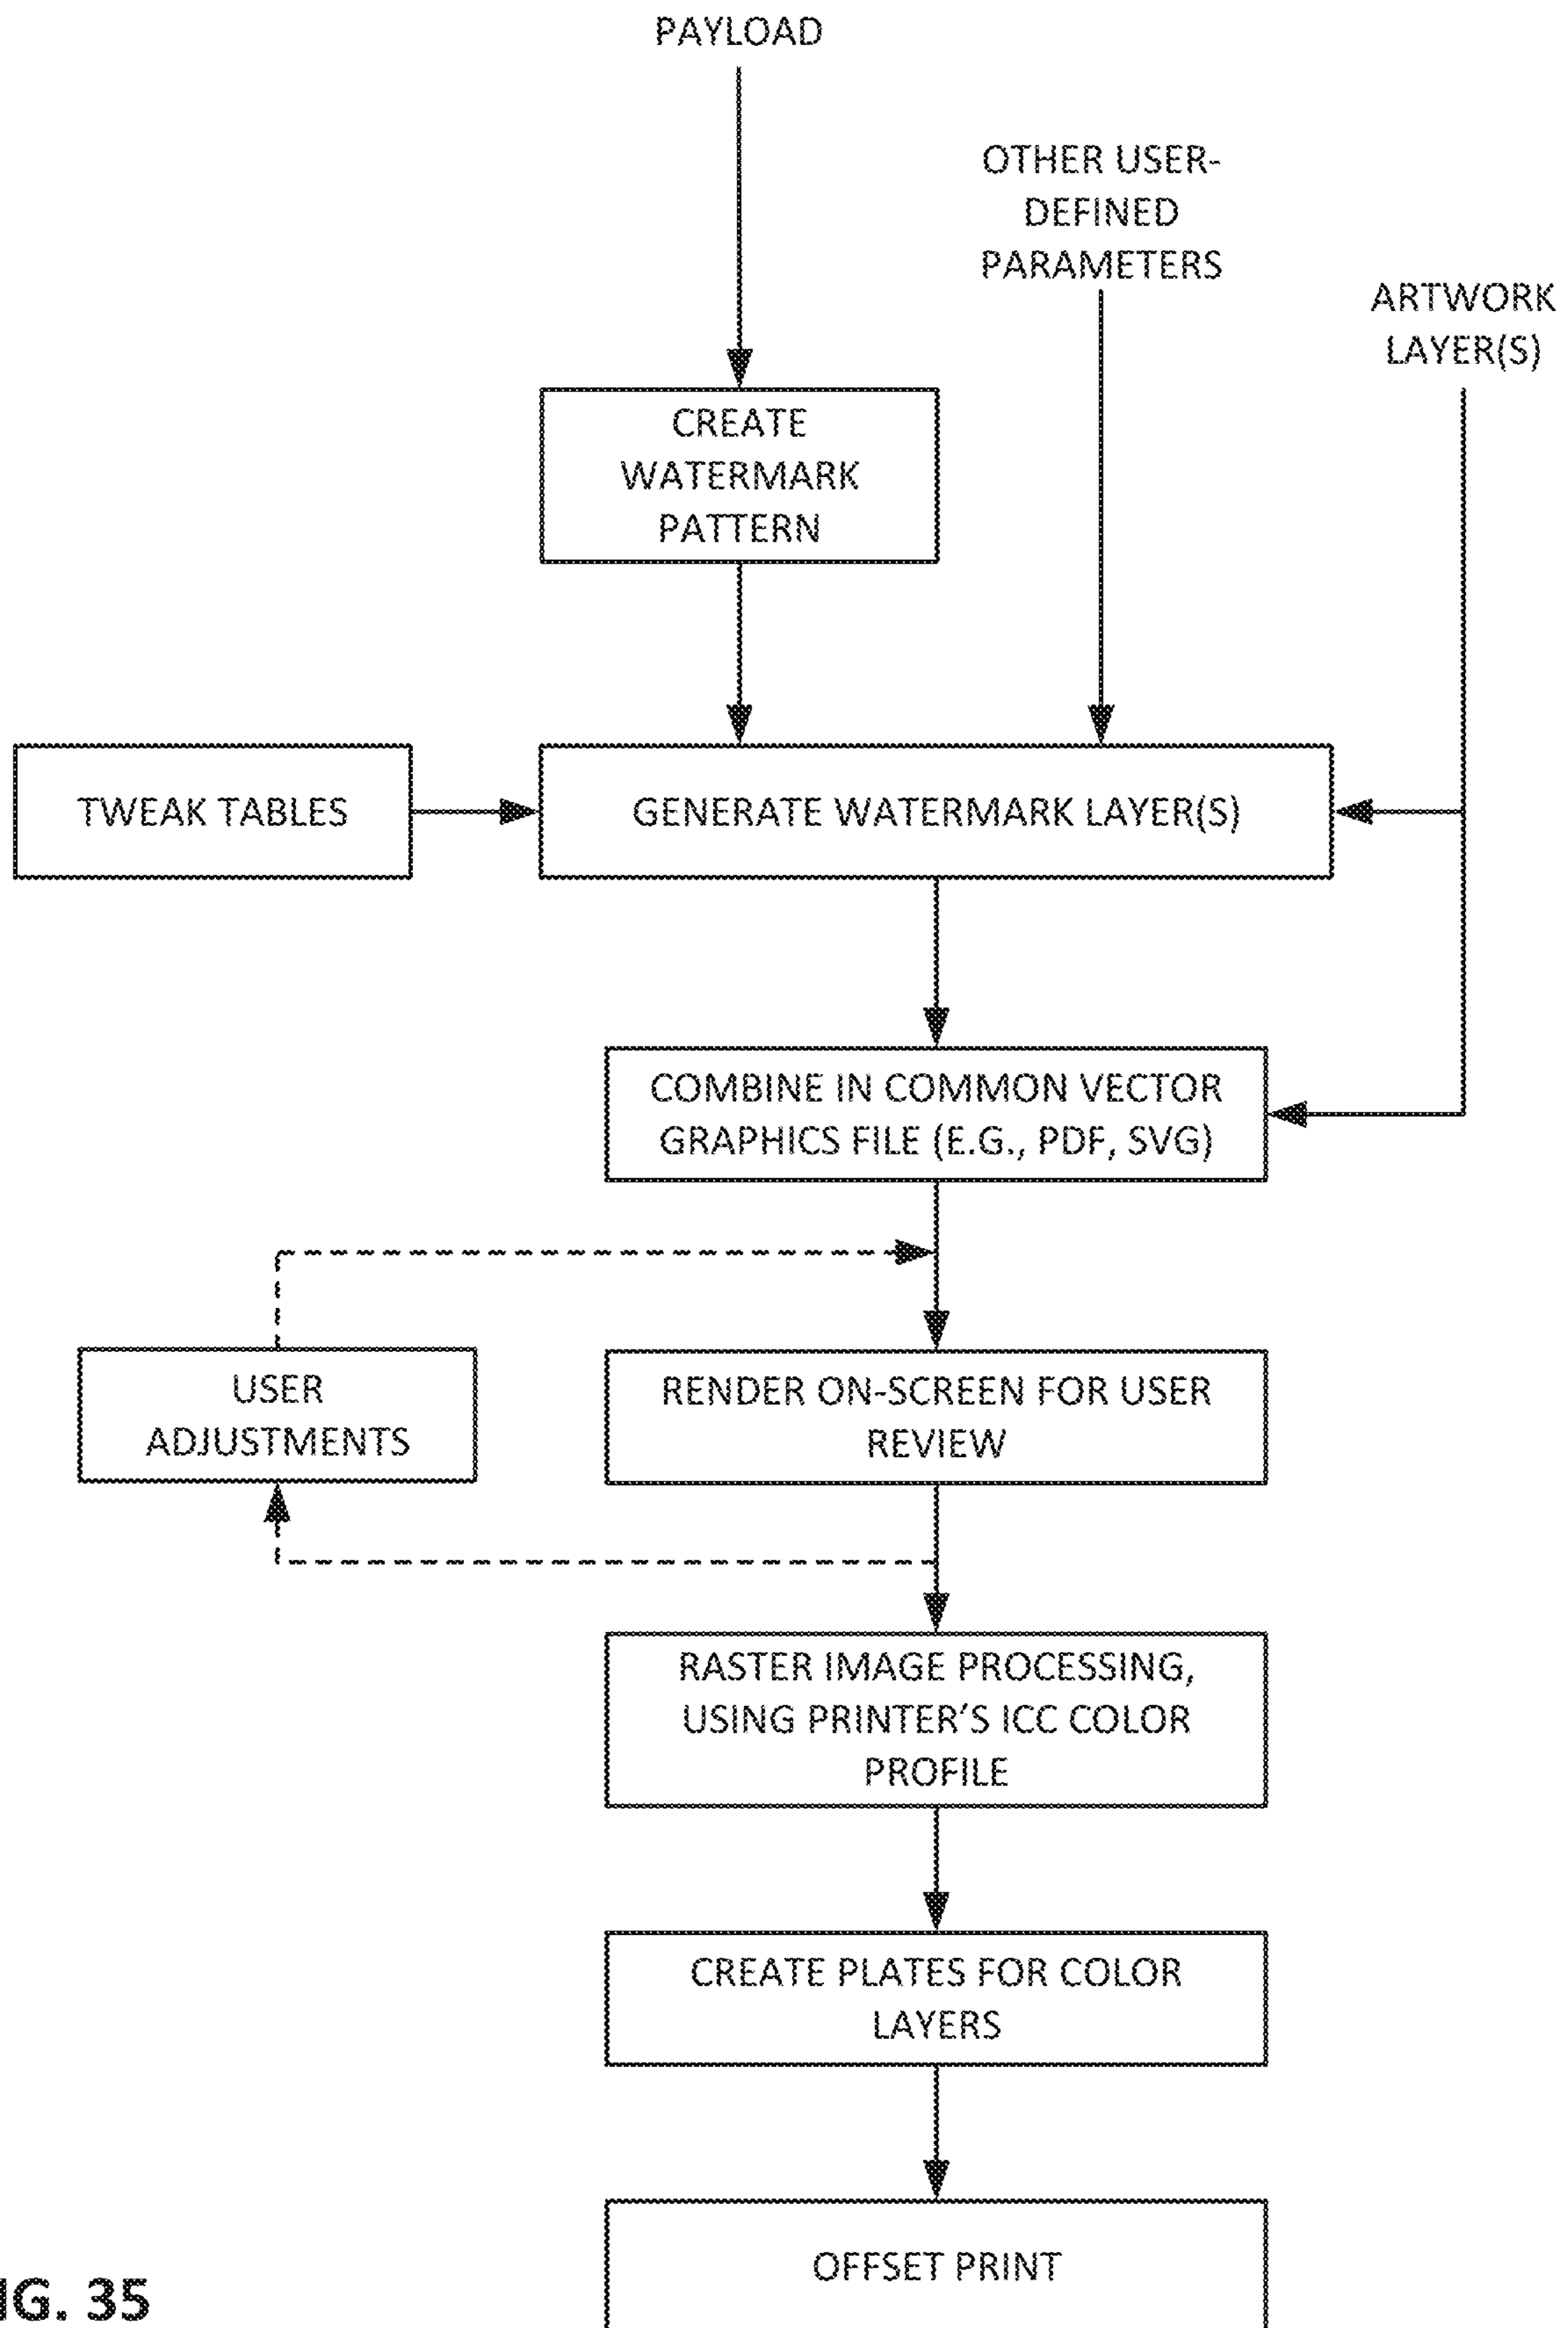 PAYLOAD
OTHER USER-
DEFINED
PARAMETERS
ARTWORK
LAYER(S)
CREATE
WATERMARK
PATTERN
TWEAK TABLES
GENERATE WATERMARK LAYER(S)
COMBINE IN COMMON VECTOR
GRAPHICS FILE (E.G., PDF, SVG)
USER
ADJUSTMENTS
RENDER ON-SCREEN FOR USER
REVIEW
RASTER IMAGE PROCESSING,
USING PRINTER'S ICC COLOR
PROFILE
CREATE PLATES FOR COLOR
LAYERS
OFFSET PRINT
IG. 35